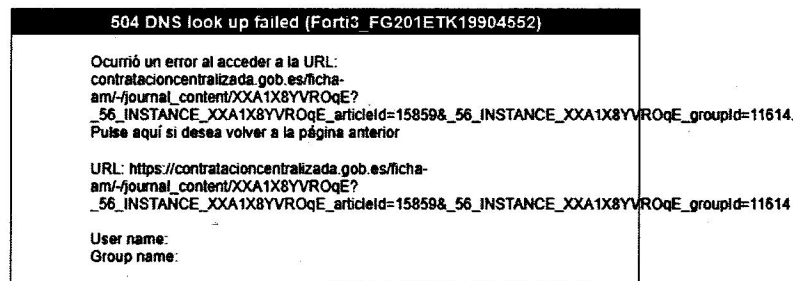 504 DNS look up failed (Forti3_FG201ETK19904552)
Ocurrió un error al acceder a la URL:
contratacioncentralizada.gob.es/ficha-
am/-/journal_content/XXA1X8YVROqE?
_56_INSTANCE_XXA1X8YVROqE_articleId=15859&_56_INSTANCE_XXA1X8YVROqE_groupId=11614.
Pulse aquí si desea volver a la página anterior
URL: https://contratacioncentralizada.gob.es/ficha-
am/-/journal_content/XXA1X8YVROqE?
_56_INSTANCE_XXA1X8YVROqE_articleId=15859&_56_INSTANCE_XXA1X8YVROqE_groupId=11614
User name:
Group name: